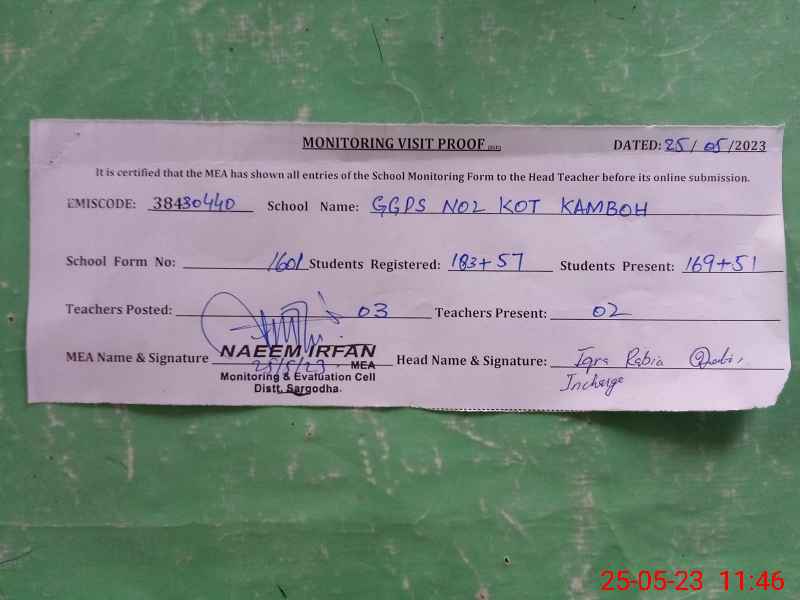 MONITORING VISIT PROOF DATED: 25/05/2023
It is certified that the MEA has shown all entries of the School Monitoring Form to the Head Teacher before its online submission.
EMISCODE: 38430440 School Name: GGPS NO2 KOT KAMBOH
School Form No: 1601 Students Registered: 183+57 Students Present: 169+51
Teachers Posted: 03 Teachers Present: 02
MEA Name & Signature NAEEM IRFAN Head Name & Signature: Iqra Rabia
25/5/23 MEA Incharge
Monitoring & Evaluation Cell
Distt. Sargodha.
25-05-23 11:46